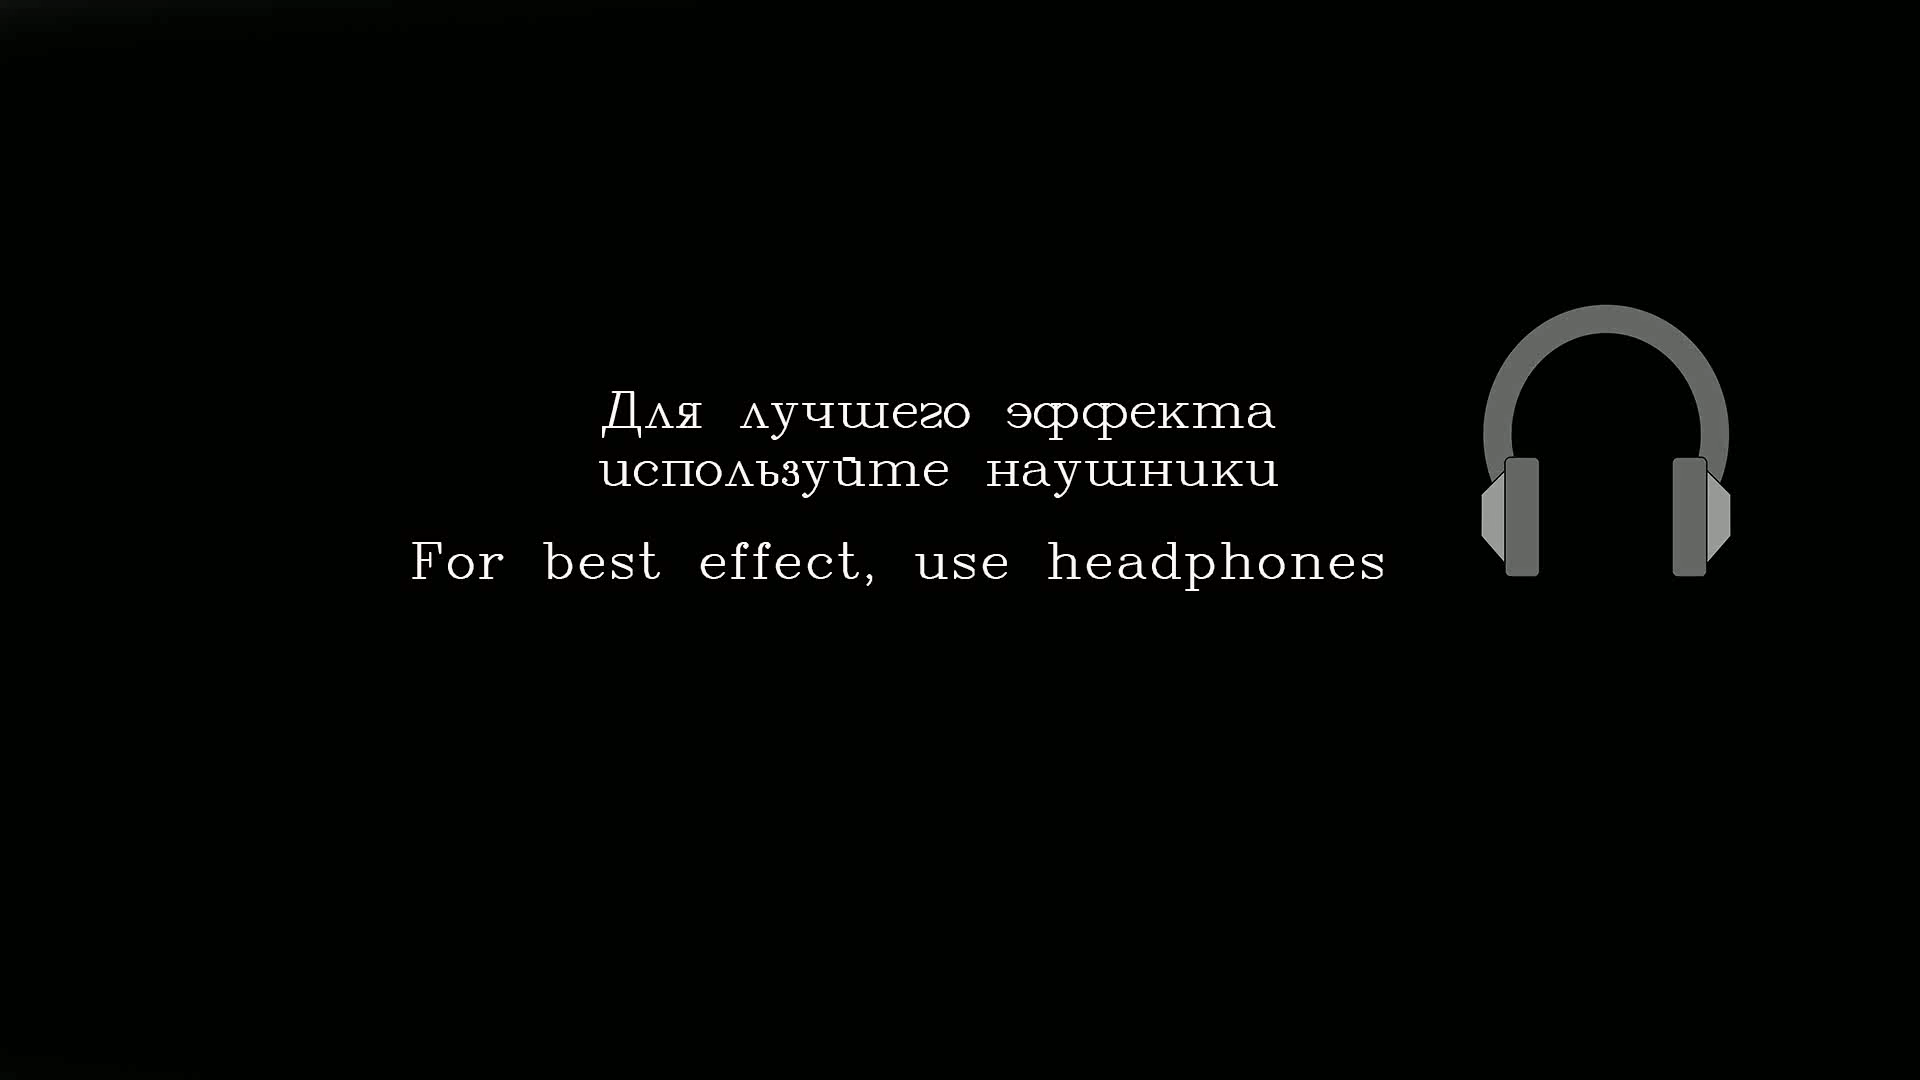 Для лучшего эффекта
используйте наушники
For best effect, use headphones